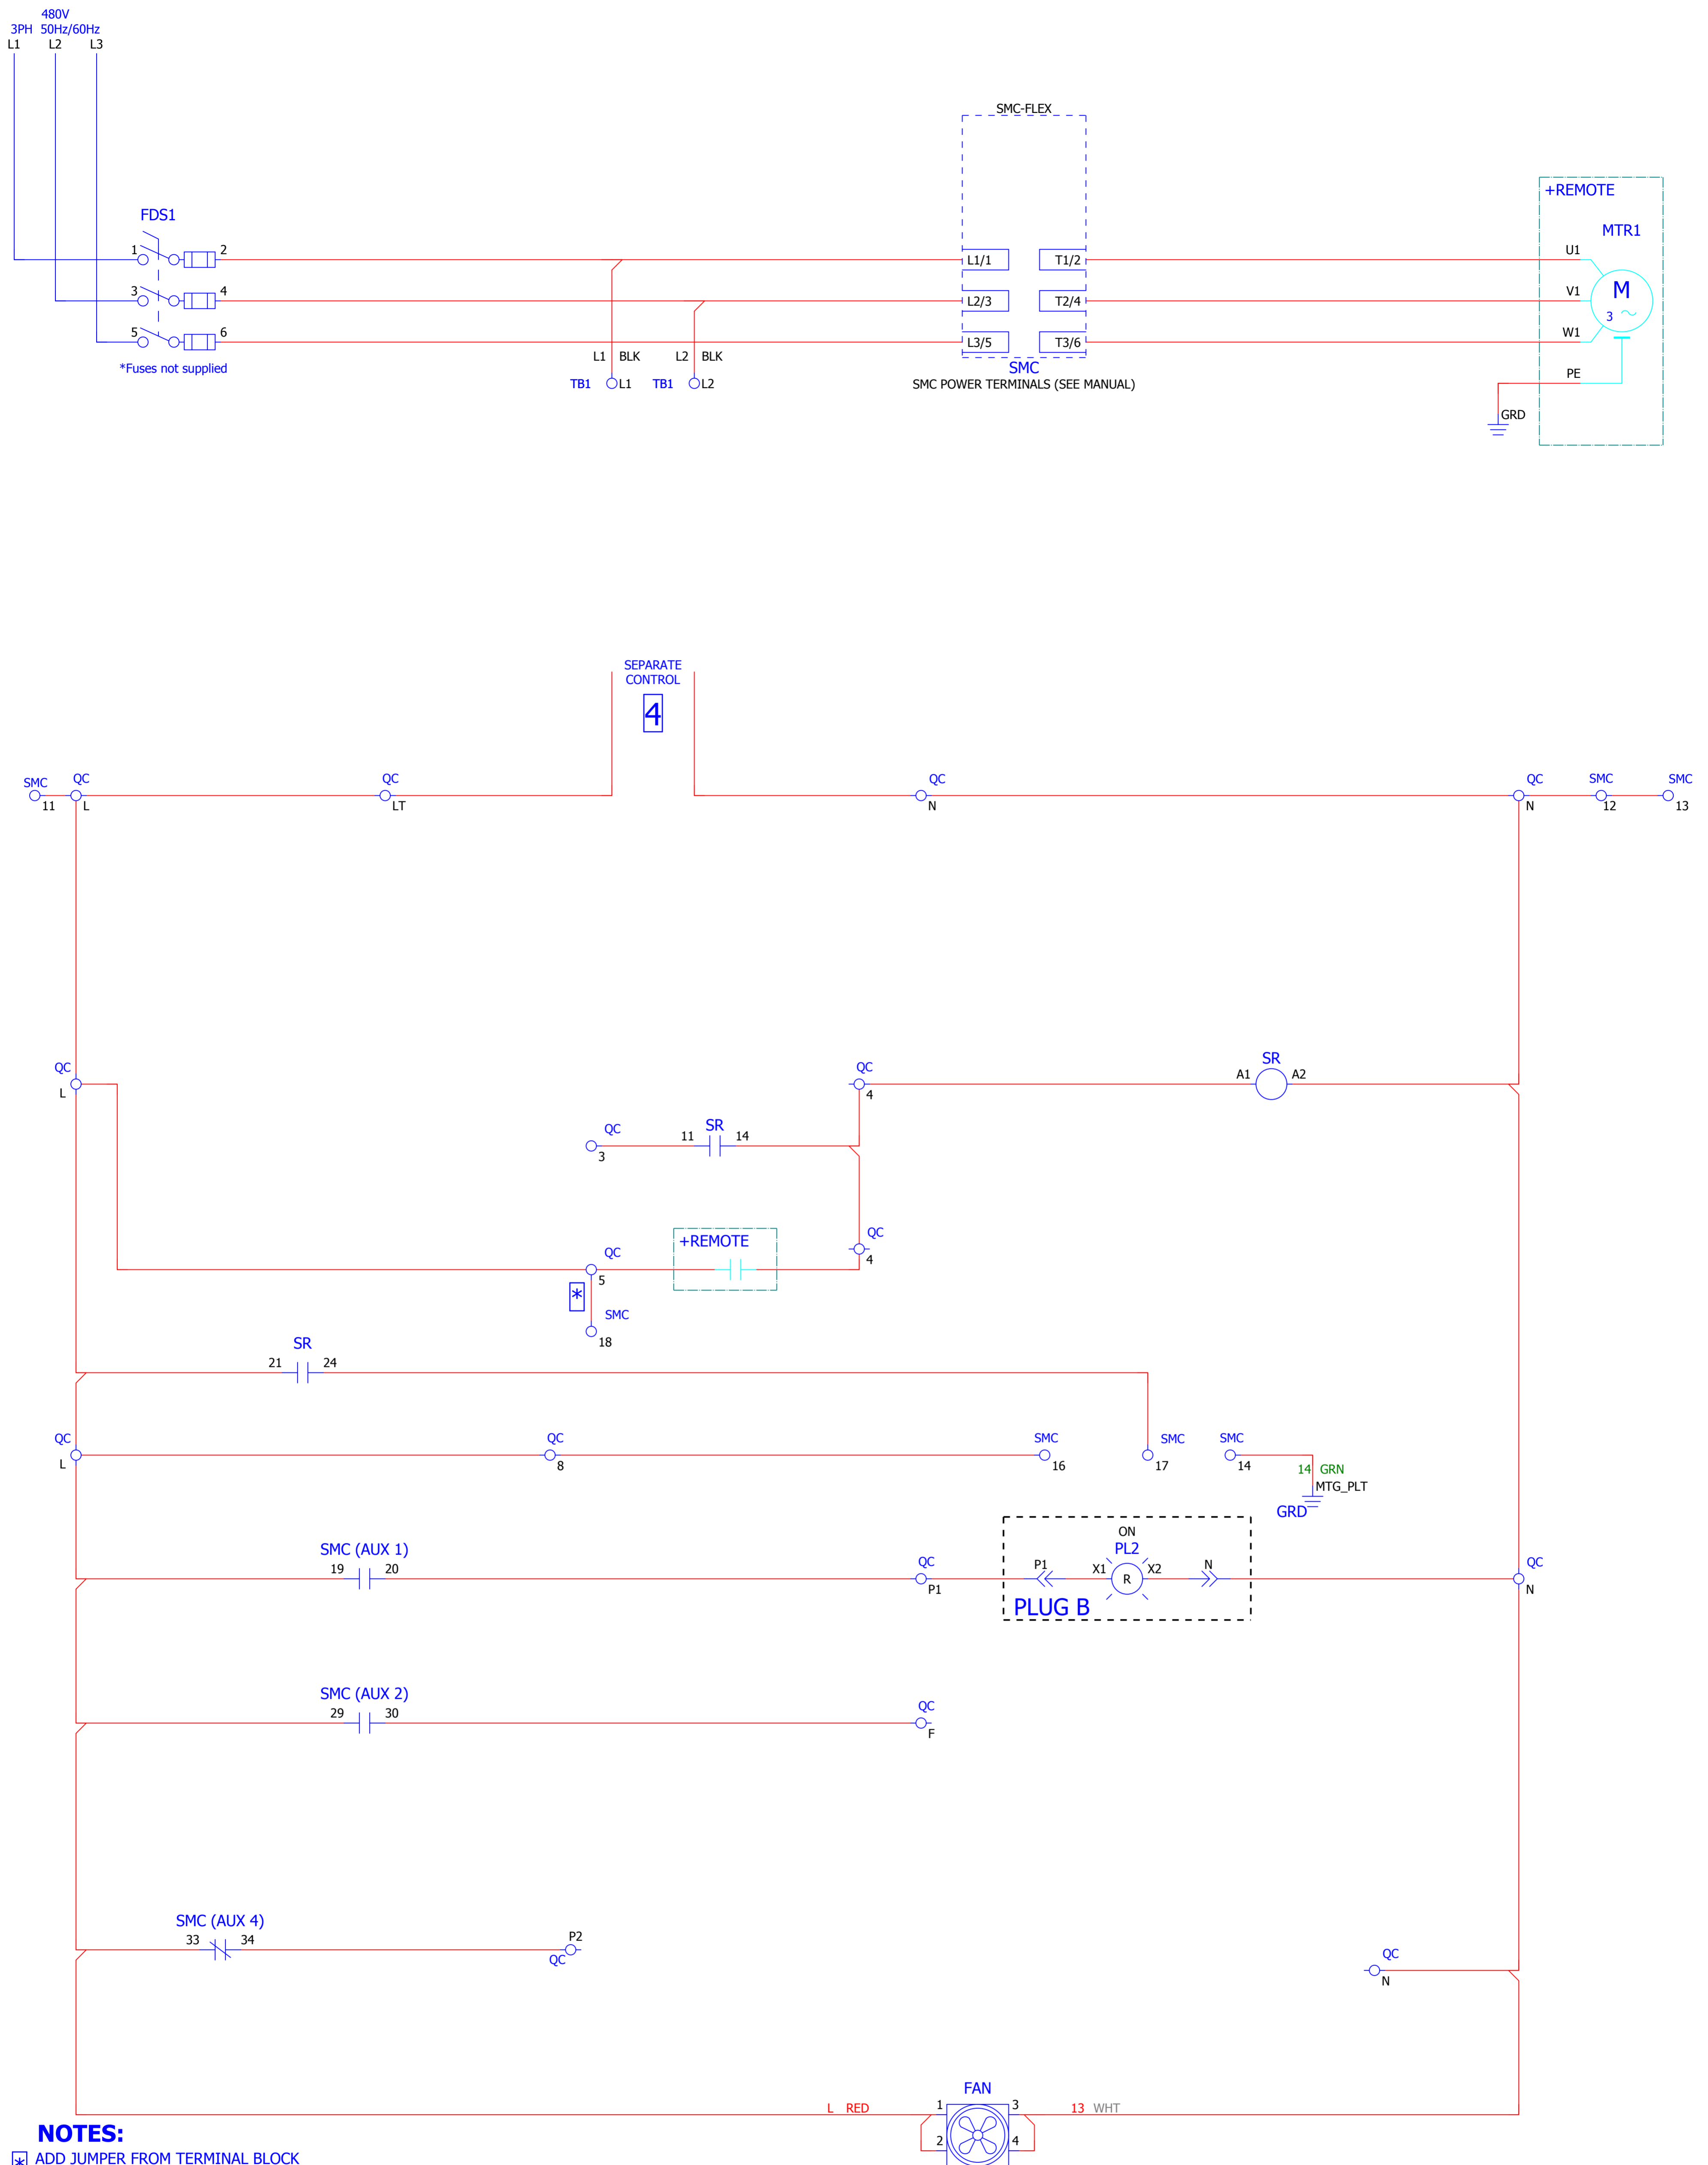 480V
3PH 50Hz/60Hz
L1 L2 L3
SMC-FLEX
+REMOTE
FDS1
MTR1
1 2
L1/1 T1/2
U1
3 4
L2/3 T2/4
V1
M
3
5 6
L3/5 T3/6
W1
*Fuses not supplied
L1 BLK L2 BLK
TB1 L1 TB1 L2
SMC
SMC POWER TERMINALS (SEE MANUAL)
PE
GRD
SEPARATE
CONTROL
4
SMC QC QC QC QC SMC SMC
11 L LT N N 12 13
QC QC SR
L 4 A1 A2
QC SR
3 11 14
QC
4
QC +REMOTE
5
*
SMC
18
SR
21 24
QC QC SMC SMC SMC
L 8 16 17 14
14 GRN
MTG_PLT
GRD
ON
SMC (AUX 1) PL2
19 20 QC P1 X1 R X2 N QC
P1 N
PLUG B
SMC (AUX 2)
29 30 QC
F
SMC (AUX 4)
33 34 P2
QC
QC
N
FAN
L RED 1 3 13 WHT
2 4
NOTES:
* ADD JUMPER FROM TERMINAL BLOCK